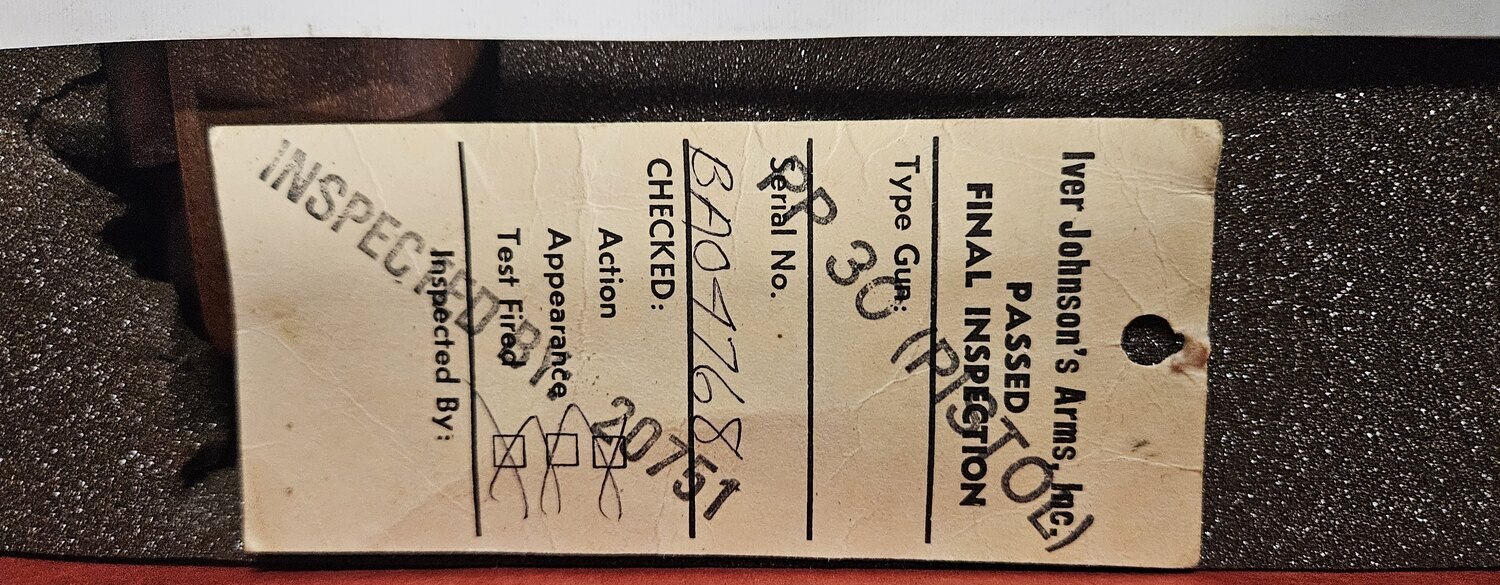 Iver Johnson's Arms, Inc.
PASSED
FINAL INSPECTION
Type Gun:
PP 30 (PISTOL)
Serial No.
BA04768
CHECKED:
Action
Appearance
Test Fired
Inspected By:
INSPECTED BY 20751